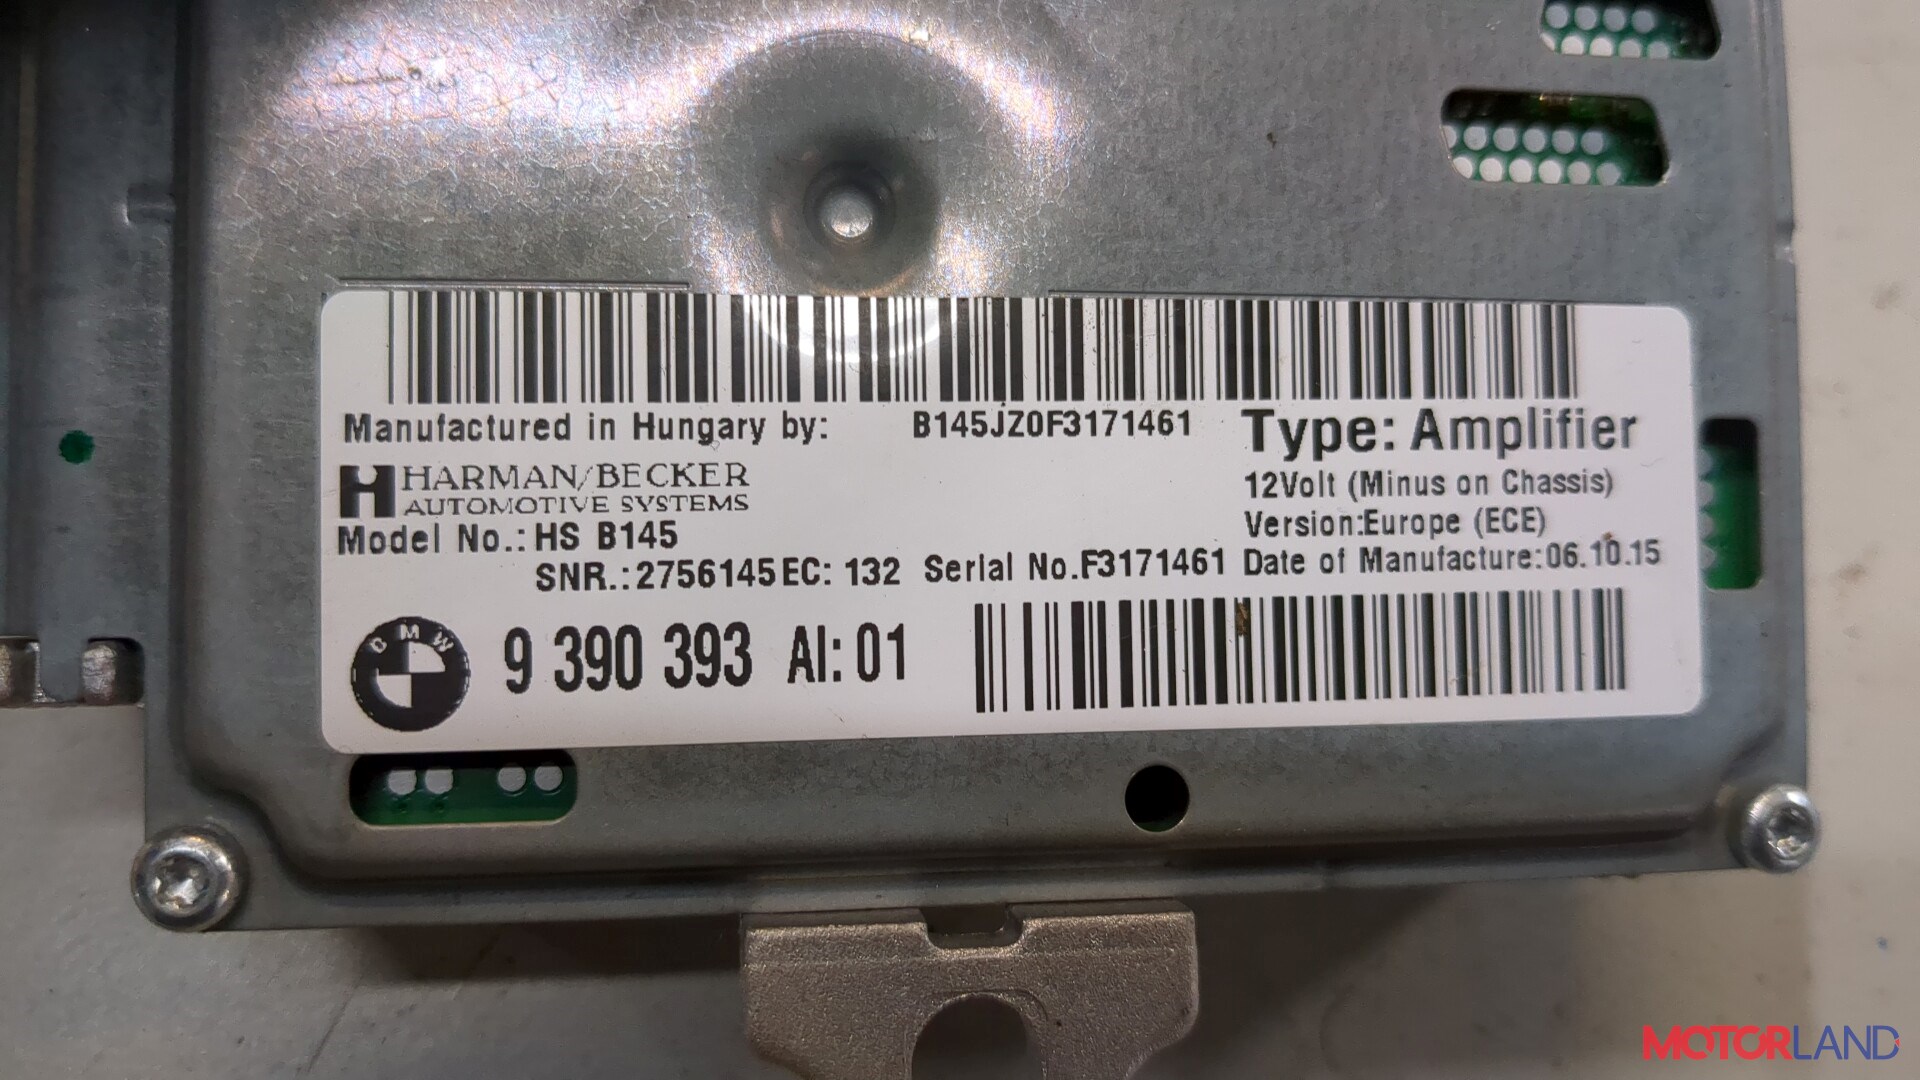 Manufactured in Hungary by: B145JZ0F3171461 Type: Amplifier
HARMAN/BECKER
AUTOMOTIVE SYSTEMS
12Volt (Minus on Chassis)
Version:Europe (ECE)
Model No.: HS B145
SNR.: 2756145 EC: 132 Serial No.F3171461 Date of Manufacture:06.10.15
BMW
9 390 393 AI: 01
MOTORLAND